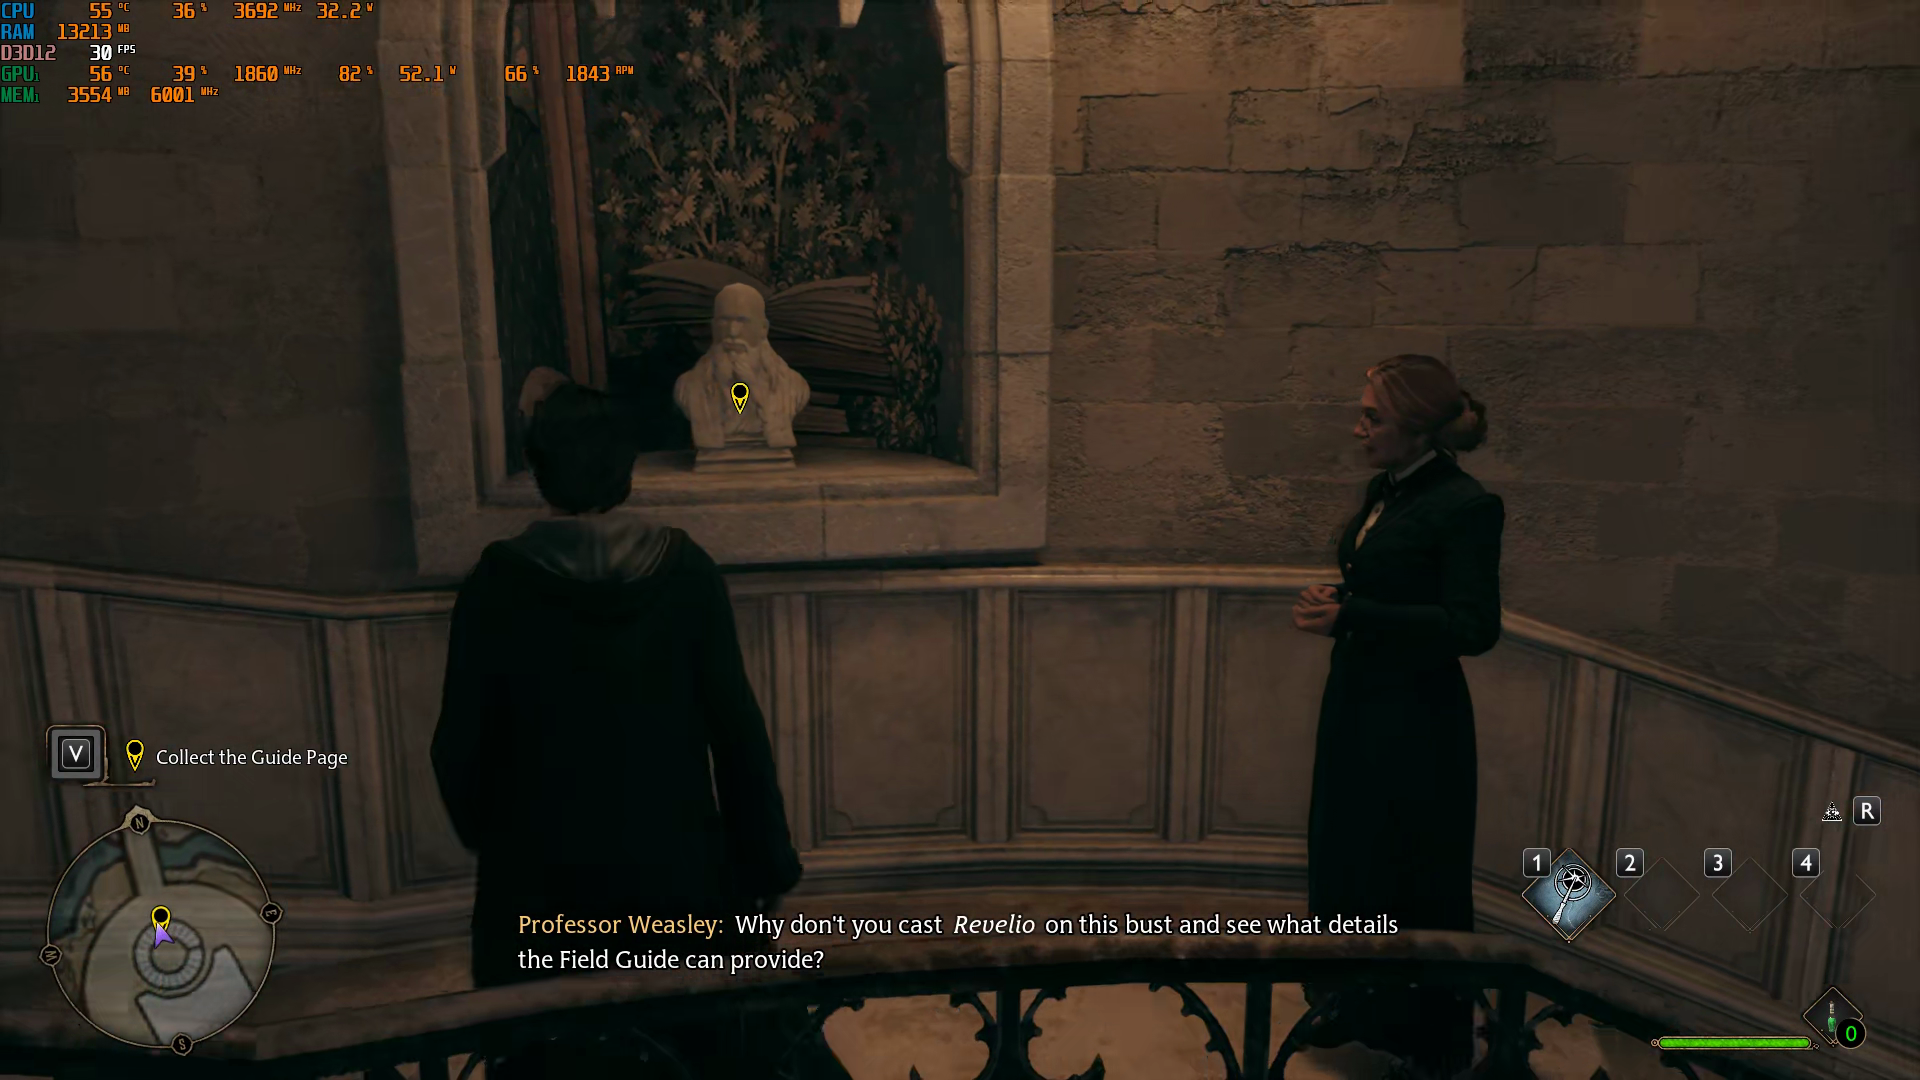 CPU 55 °C 36 % 3692 MHz 32.2 W
RAM 13213 MB
D3D12 30 FPS
GPU1 56 °C 39 % 1860 MHz 82 % 52.1 W 66 % 1843 RPM
MEM1 3554 MB 6001 MHz
V Collect the Guide Page
N
E
W
S
R
1 2 3 4
Professor Weasley: Why don't you cast Revelio on this bust and see what details
the Field Guide can provide?
0